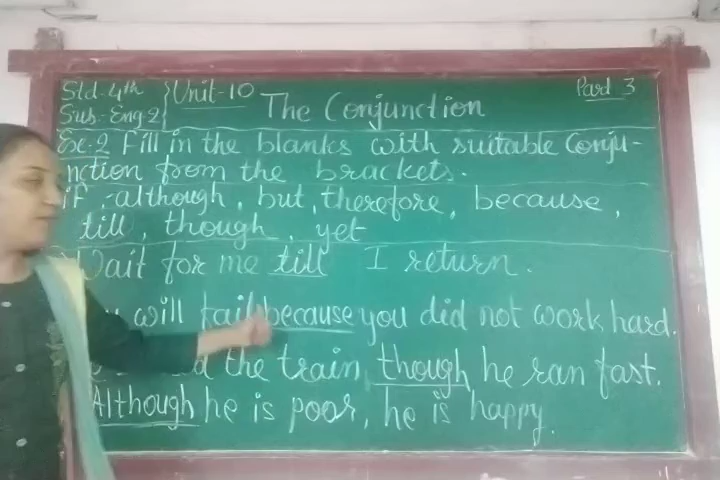 Std-4th
Sub:-Eng-2
Unit-10
The Conjunction
Part 3
Ex-2 Fill in the blanks with suitable Conju-
nction from the brackets.
if, although, but, therefore, because,
till, though, yet
Wait for me till I return.
will fail because you did not work hard.
the train, though he ran fast.
Although he is poor, he is happy.